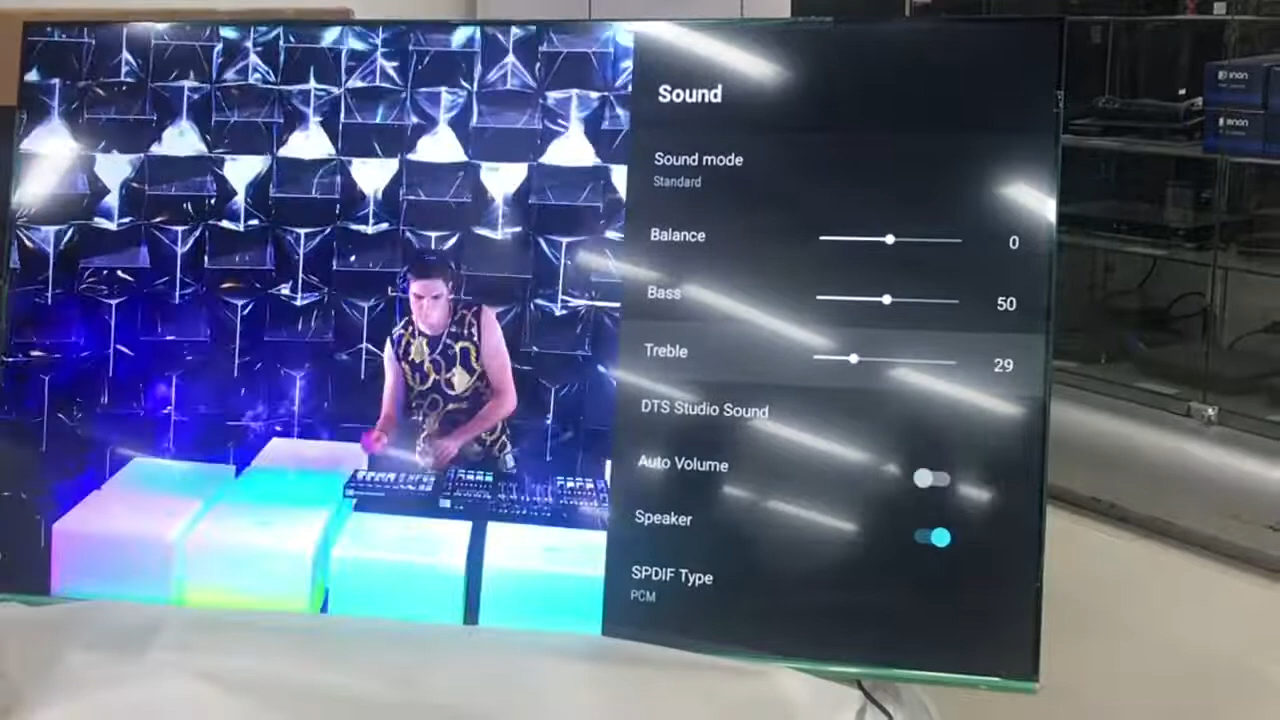 Sound
Sound mode
Standard
Balance
0
Bass
50
Treble
29
DTS Studio Sound
Auto Volume
Speaker
SPDIF Type
PCM